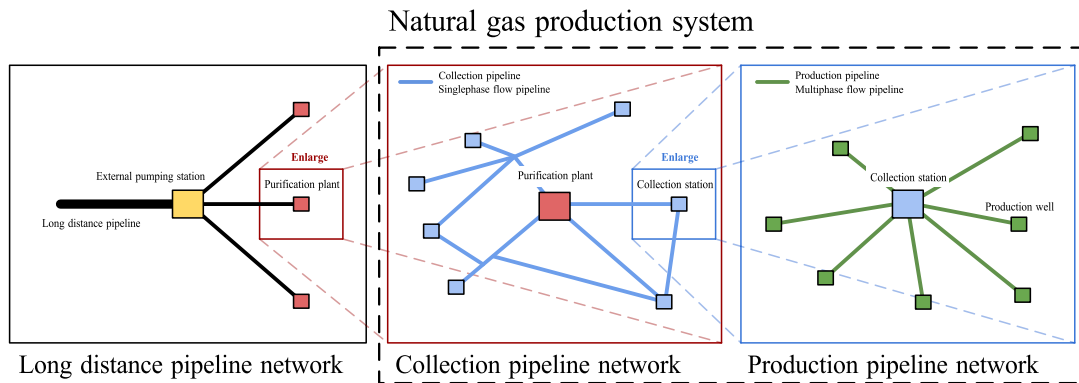 Natural gas production system
External pumping station
Long distance pipeline
Enlarge
Purification plant
Long distance pipeline network
Collection pipeline
Singlephase flow pipeline
Purification plant
Enlarge
Collection station
Collection pipeline network
Production pipeline
Multiphase flow pipeline
Collection station
Production well
Production pipeline network